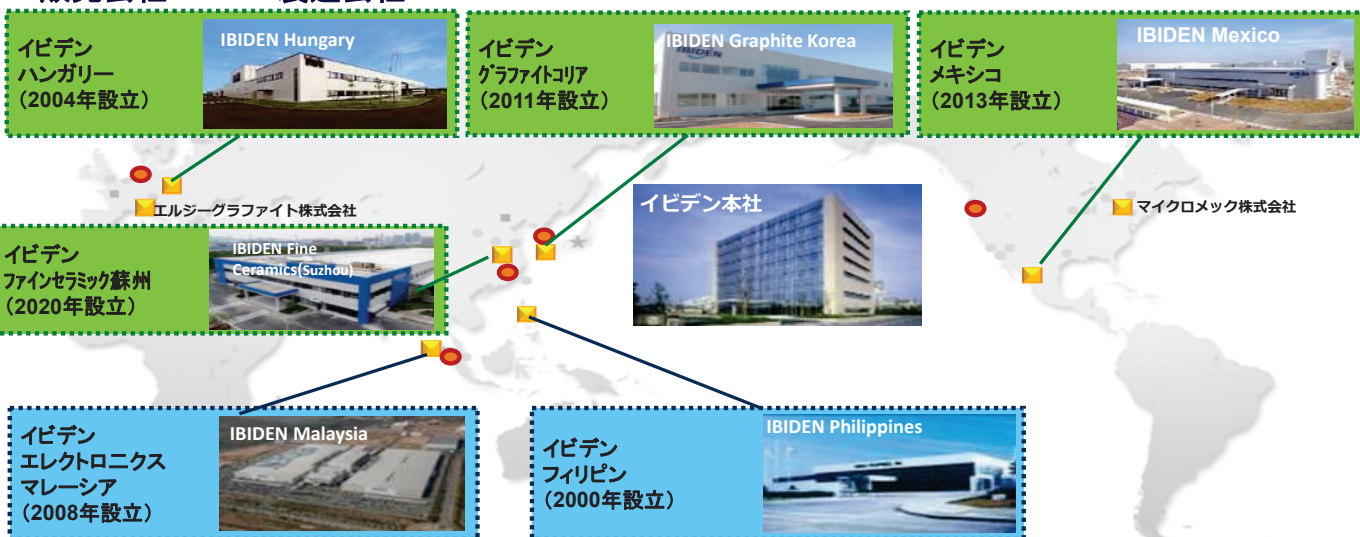 イビデン
ハンガリー
(2004年設立)
IBIDEN Hungary
イビデン
グラファイトコリア
(2011年設立)
IBIDEN Graphite Korea
IBIDEN
イビデン
メキシコ
(2013年設立)
IBIDEN Mexico
エルジーグラファイト株式会社
イビデン本社
マイクロメック株式会社
イビデン
ファインセラミック蘇州
(2020年設立)
IBIDEN Fine
Ceramics(Suzhou)
イビデン
エレクトロニクス
マレーシア
(2008年設立)
IBIDEN Malaysia
イビデン
フィリピン
(2000年設立)
IBIDEN Philippines